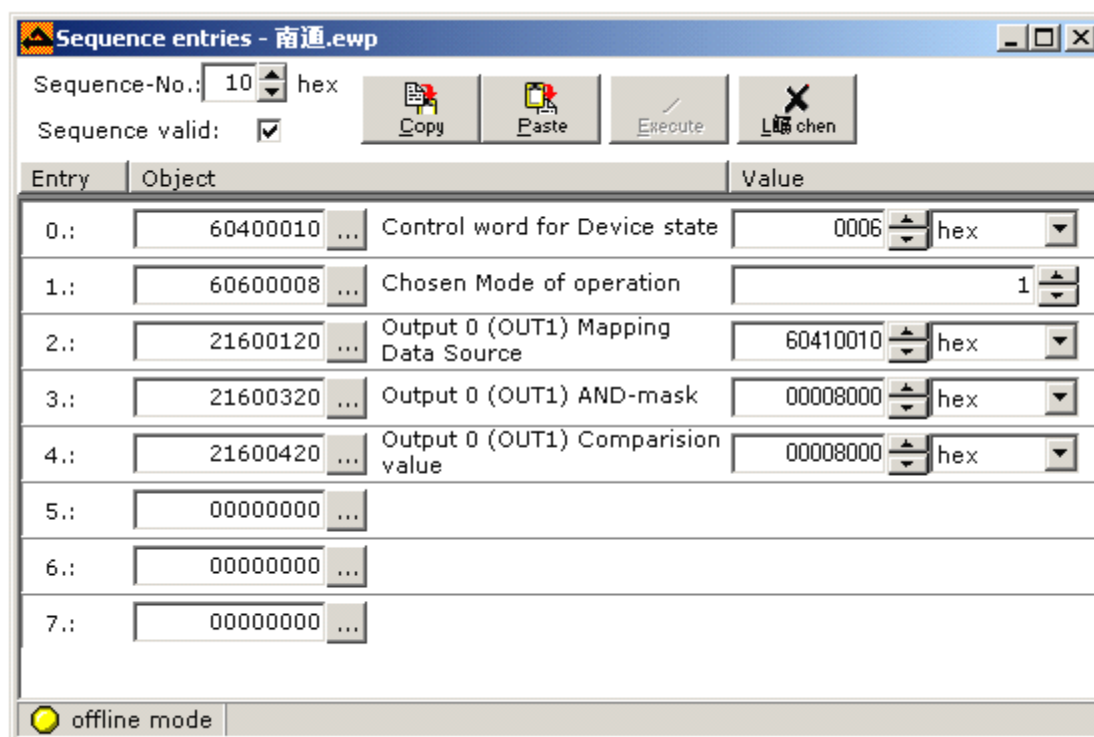 Sequence entries - 南通.ewp
Sequence-No.: 10 hex
Sequence valid:
Copy Paste Execute
Entry Object Value
0.: 60400010 ... Control word for Device state 0006 hex
1.: 60600008 ... Chosen Mode of operation 1
2.: 21600120 ... Output 0 (OUT1) Mapping
Data Source 60410010 hex
3.: 21600320 ... Output 0 (OUT1) AND-mask 00008000 hex
4.: 21600420 ... Output 0 (OUT1) Comparision
value 00008000 hex
5.: 00000000 ...
6.: 00000000 ...
7.: 00000000 ...
offline mode